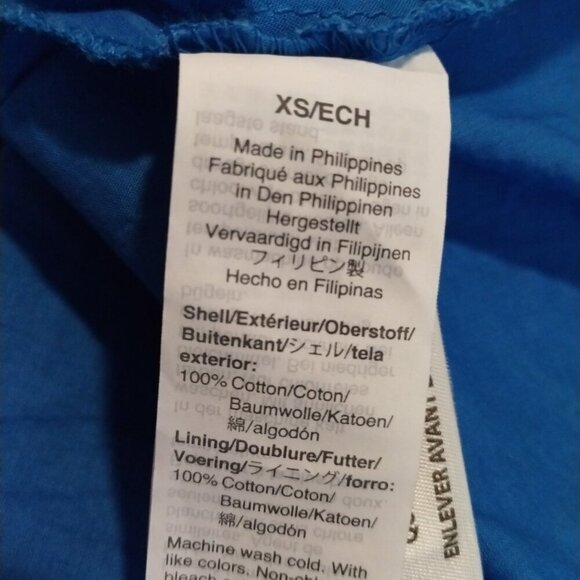 XS/ECH
Made in Philippines
Fabriqué aux Philippines
in Den Philippinen
Hergestellt
Vervaardigd in Filipijnen
フィリピン製
Hecho en Filipinas
Shell/Extérieur/Oberstoff/
Buitenkant/シェル/tela
exterior:
100% Cotton/Coton/
Baumwolle/Katoen/
綿/algodón
Lining/Doublure/Futter/
Voering/ライニング/forro:
100% Cotton/Coton/
Baumwolle/Katoen/
綿/algodón
Machine wash cold. With
like colors. Non-chl
bleach
ENLEVER AVANT